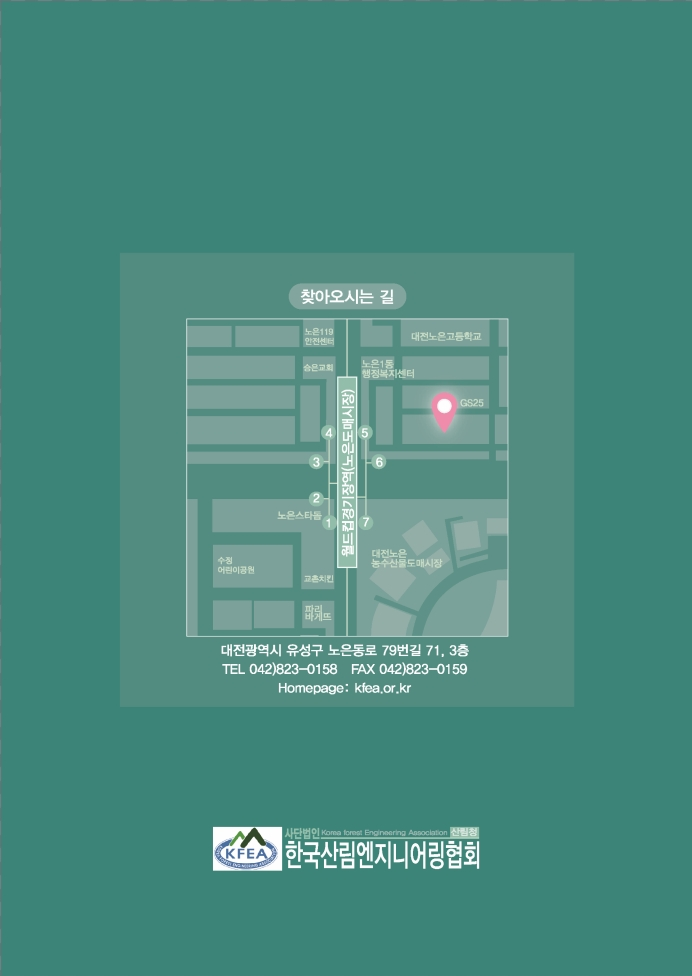 찾아오시는 길
노은119
안전센터
대전노은고등학교
승은교회
노은1동
행정복지센터
GS25
월드컵경기장역(노은도매시장)
4
5
3
6
2
1
7
노은스타돔
대전노은
농수산물도매시장
수정
어린이공원
교촌치킨
파리
바게뜨
대전광역시 유성구 노은동로 79번길 71, 3층
TEL 042)823-0158 FAX 042)823-0159
Homepage: kfea.or.kr
KFEA
사단법인 Korea forest Engineering Association 산림청
한국산림엔지니어링협회